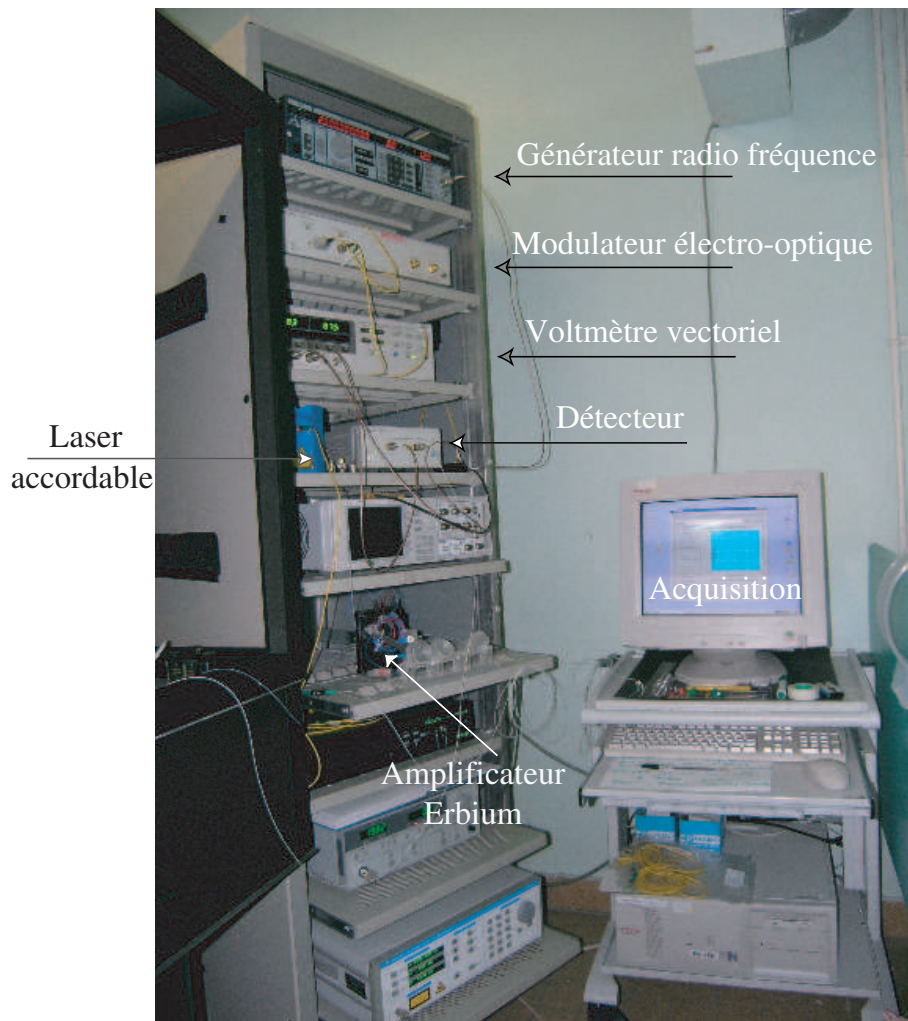 Générateur radio fréquence
Modulateur électro-optique
Voltmètre vectoriel
Détecteur
Laser
accordable
Acquisition
Amplificateur
Erbium